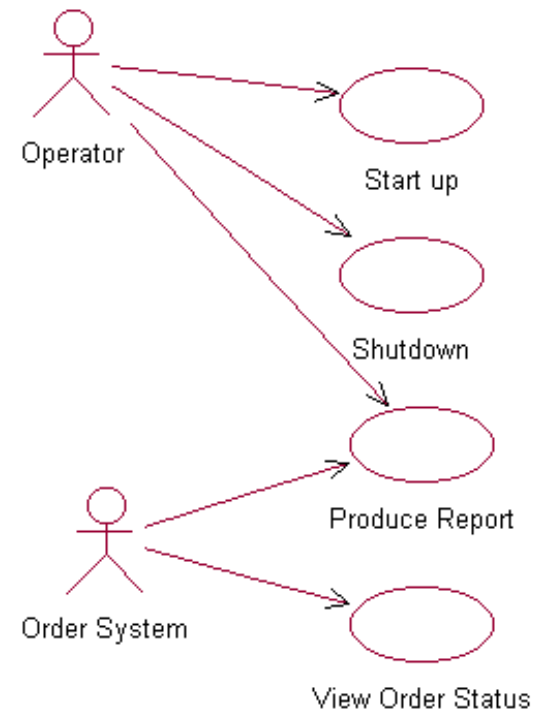 Operator
Start up
Shutdown
Produce Report
Order System
View Order Status